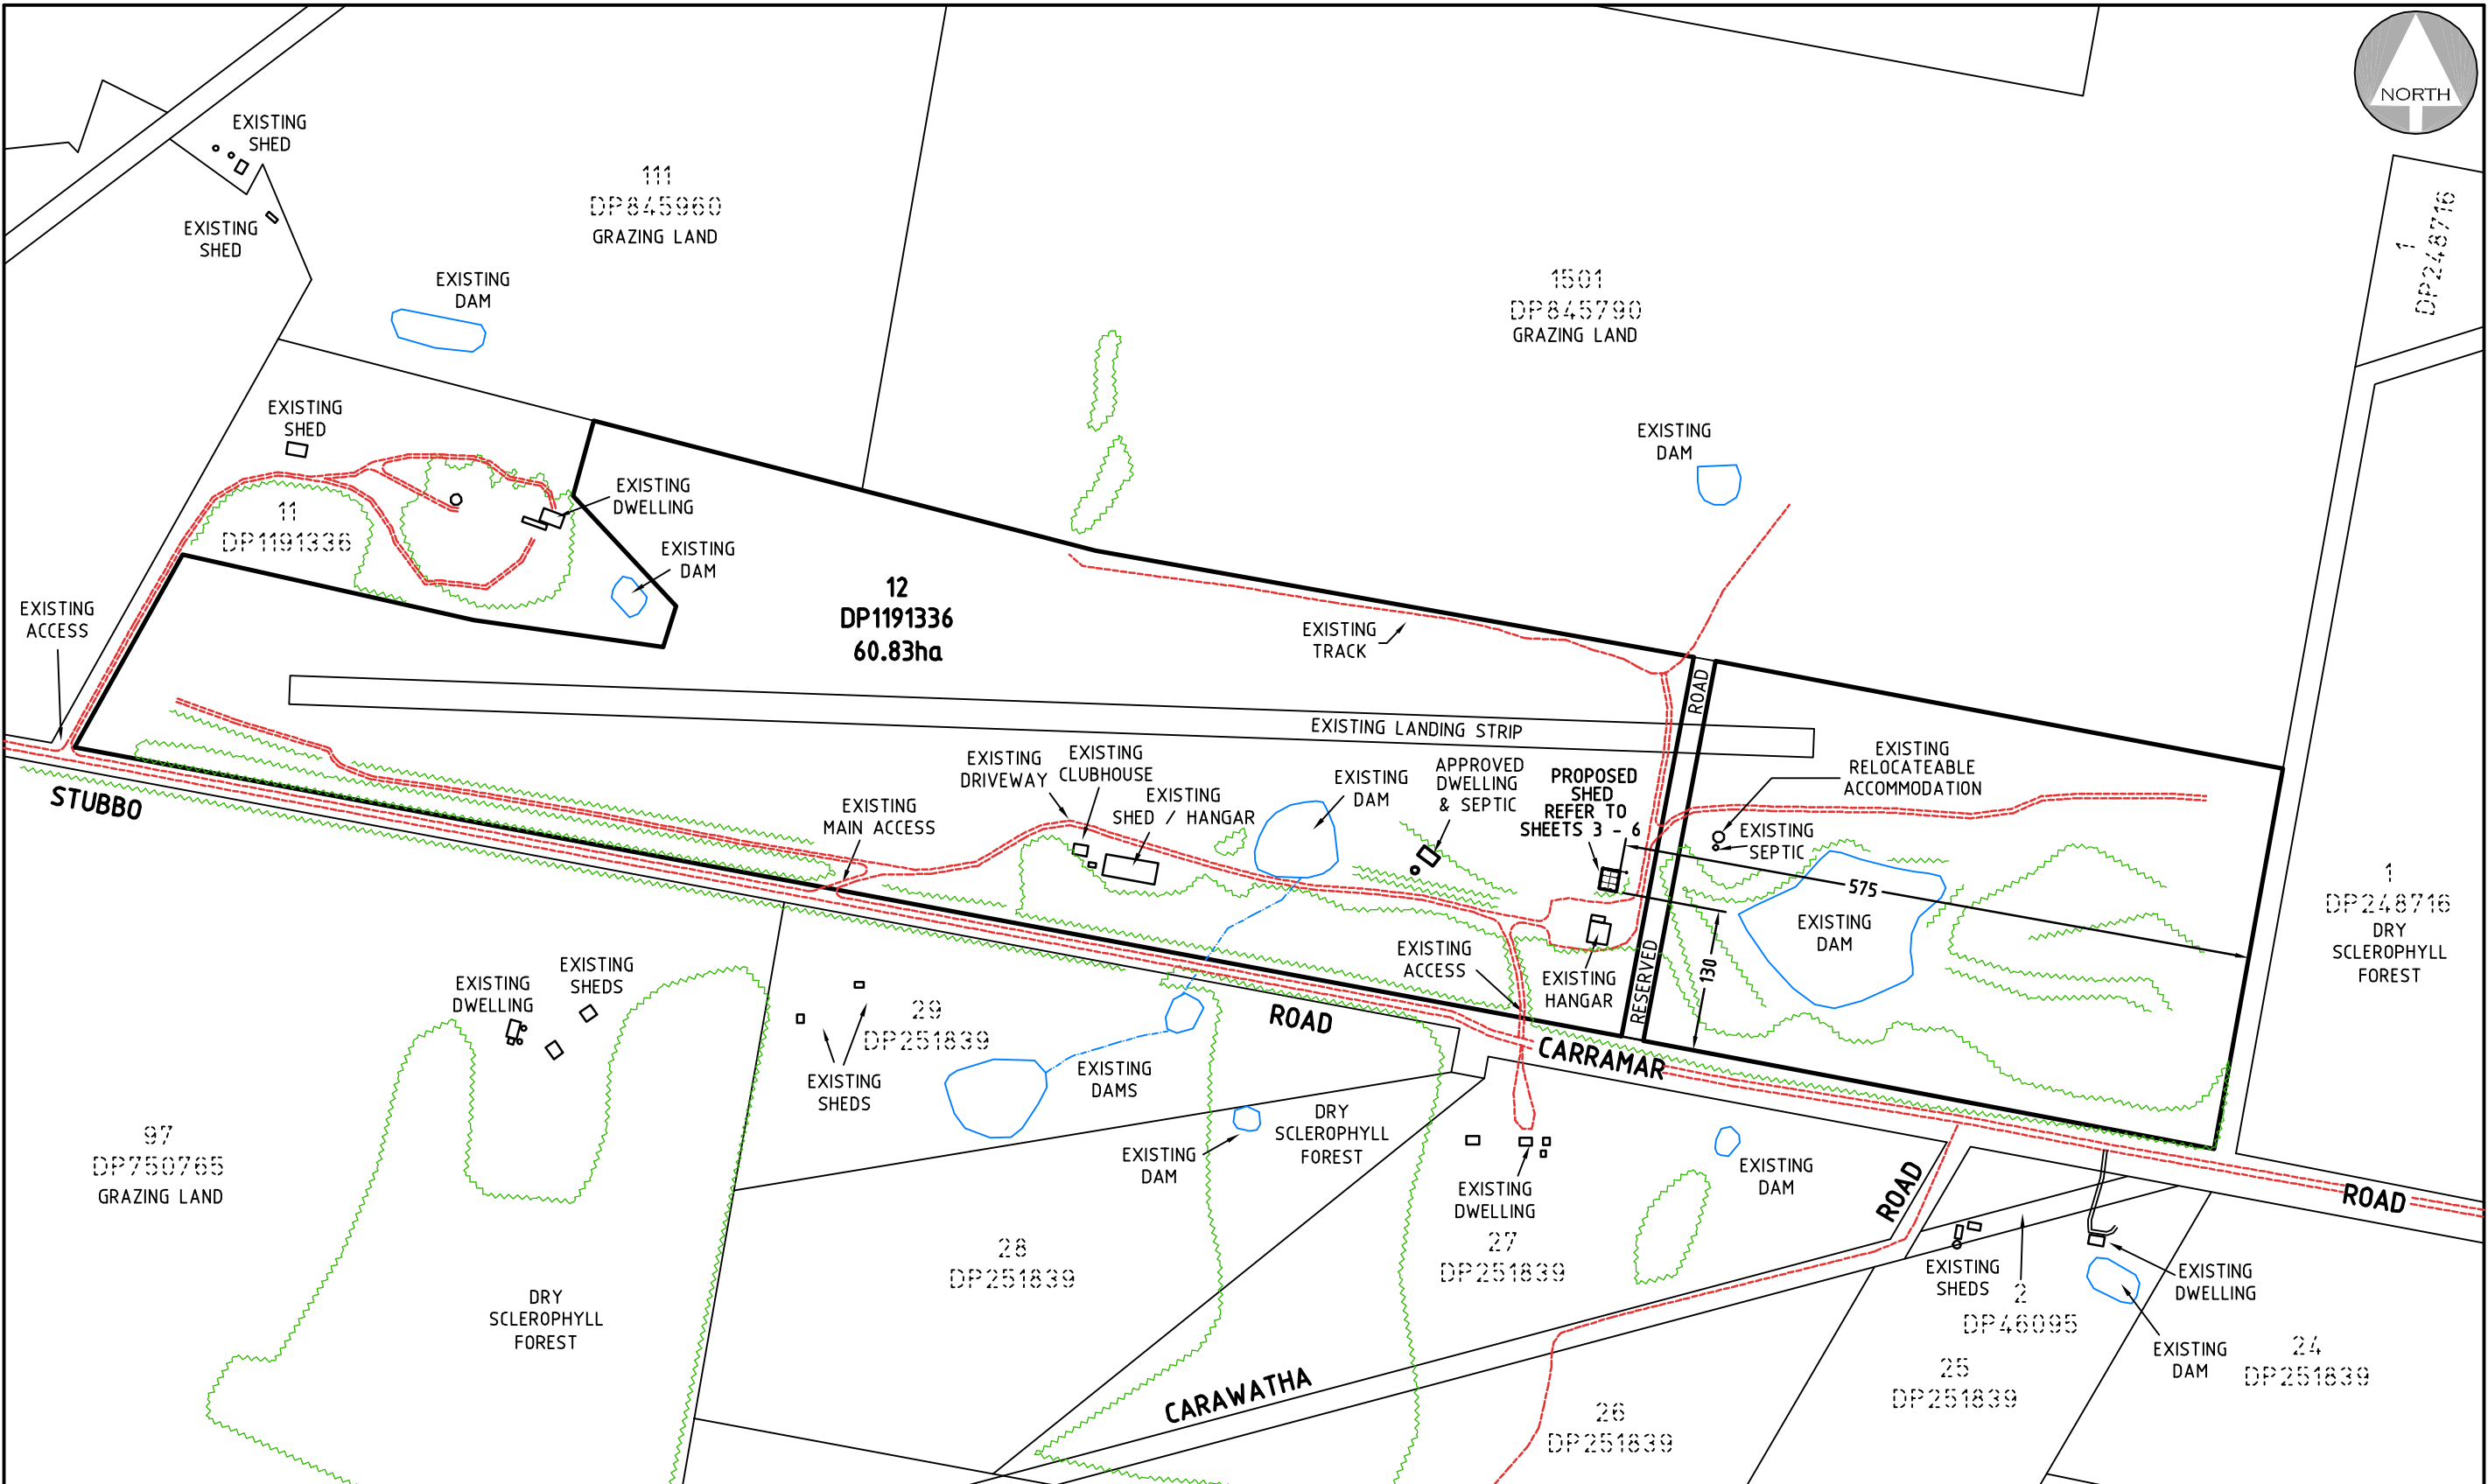 NORTH
EXISTING
SHED
EXISTING
SHED
111
DP845960
GRAZING LAND
EXISTING
DAM
1
DP248716
1501
DP845790
GRAZING LAND
EXISTING
SHED
EXISTING
DAM
EXISTING
DWELLING
11
DP1191336
EXISTING
DAM
12
DP1191336
60.83ha
EXISTING
ACCESS
EXISTING
TRACK
ROAD
EXISTING LANDING STRIP
EXISTING
DRIVEWAY
EXISTING
CLUBHOUSE
EXISTING
SHED / HANGAR
EXISTING
DAM
APPROVED
DWELLING
& SEPTIC
PROPOSED
SHED
REFER TO
SHEETS 3 - 6
EXISTING
RELOCATEABLE
ACCOMMODATION
EXISTING
SEPTIC
STUBBO
EXISTING
MAIN ACCESS
575
1
DP248716
DRY
SCLEROPHYLL
FOREST
EXISTING
DAM
130
RESERVED
EXISTING
ACCESS
EXISTING
HANGAR
EXISTING
DWELLING
EXISTING
SHEDS
29
DP251839
ROAD
CARRAMAR
EXISTING
SHEDS
EXISTING
DAMS
97
DP750765
GRAZING LAND
DRY
SCLEROPHYLL
FOREST
EXISTING
DAM
EXISTING
DWELLING
EXISTING
DAM
ROAD
ROAD
28
DP251839
27
DP251839
EXISTING
SHEDS
2
DP46095
EXISTING
DWELLING
DRY
SCLEROPHYLL
FOREST
EXISTING
DAM
24
DP251839
25
DP251839
CARAWATHA
26
DP251839